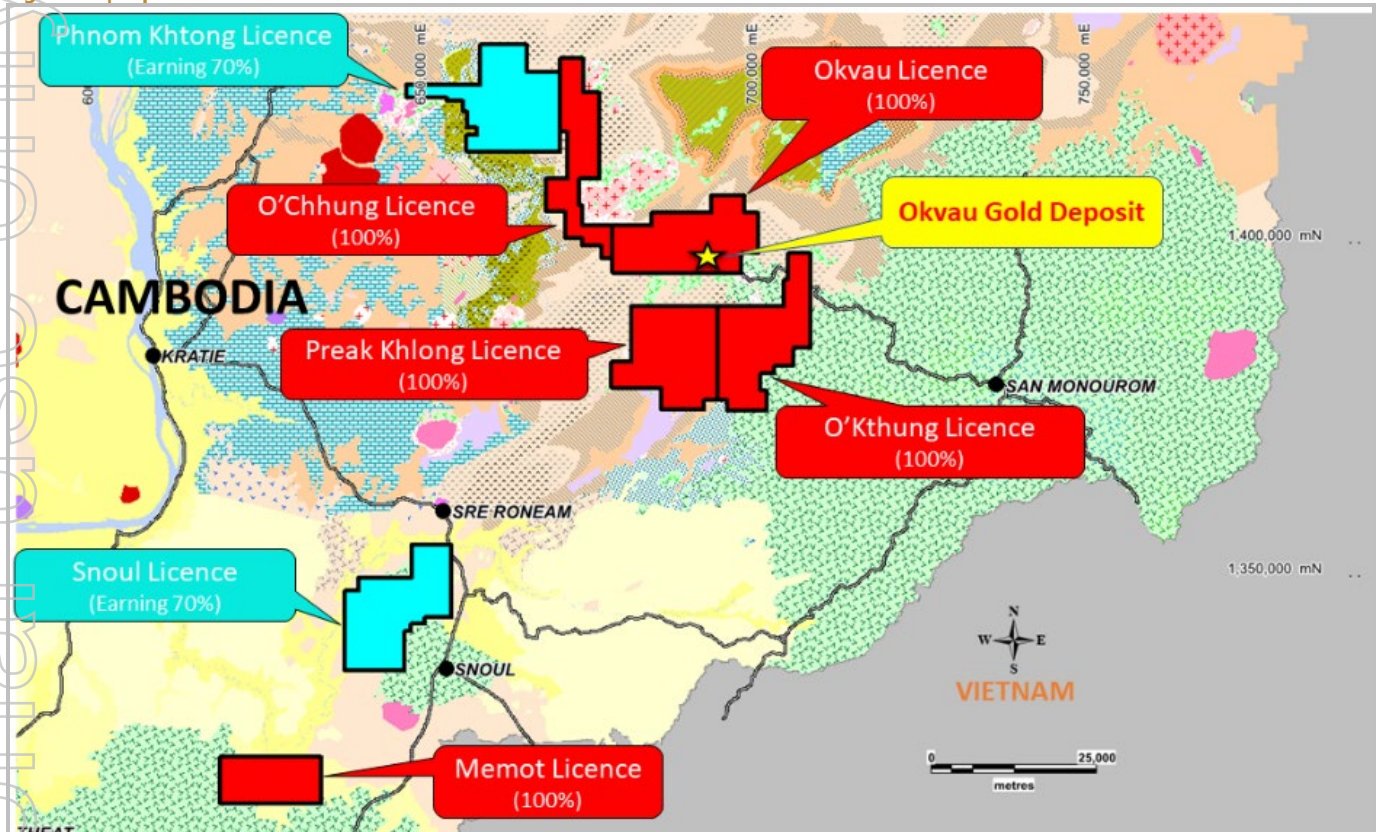 Phnom Khtong Licence
(Earning 70%)
650,000 mE
700,000 mE
750,000 mE
Okvau Licence
(100%)
O'Chhung Licence
(100%)
Okvau Gold Deposit
1,400,000 mN
CAMBODIA
KRATIE
Preak Khlong Licence
(100%)
SAN MONOUROM
O'Kthung Licence
(100%)
SRE RONEAM
Snoul Licence
(Earning 70%)
1,350,000 mN
N
W
E
S
SNOUL
VIETNAM
Memot Licence
(100%)
0
25,000
metres